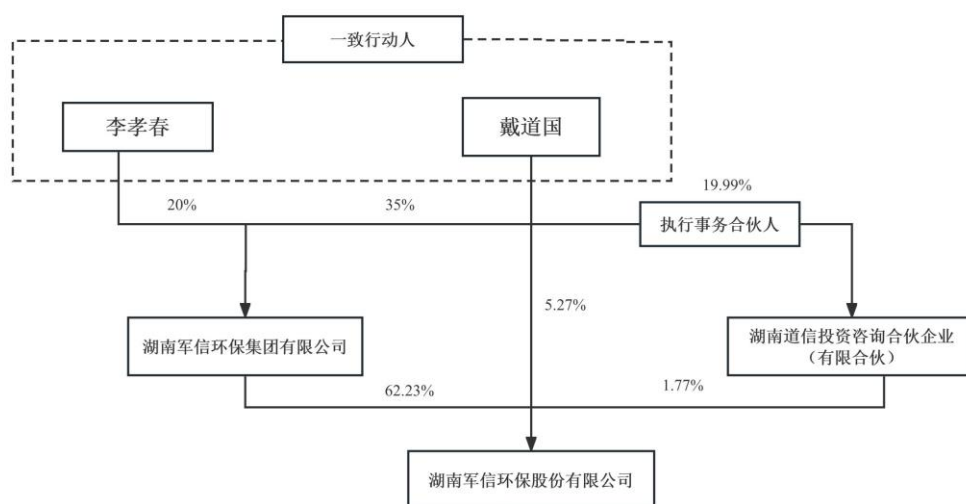 一致行动人
李孝春
戴道国
19.99%
20%
35%
执行事务合伙人
5.27%
湖南军信环保集团有限公司
湖南道信投资咨询合伙企业
（有限合伙）
62.23%
1.77%
湖南军信环保股份有限公司